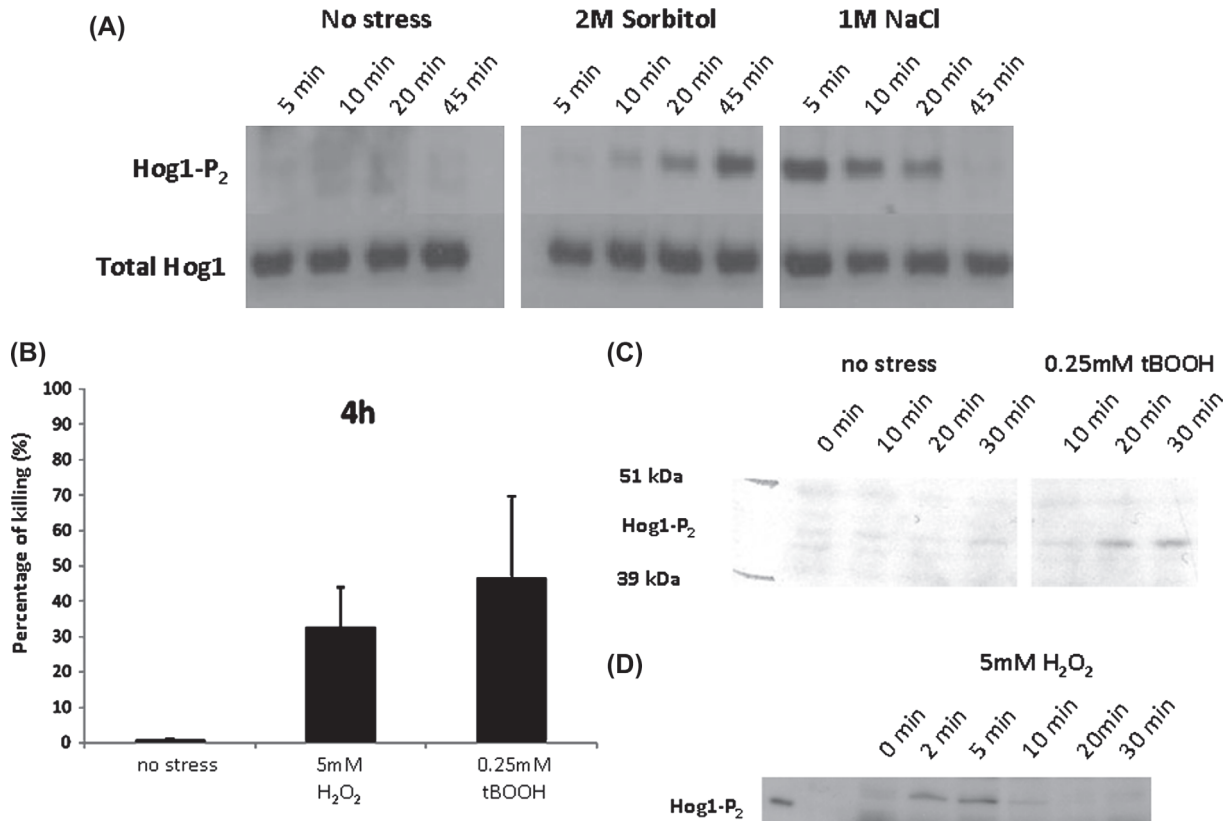 (A)
No stress
2M Sorbitol
1M NaCl
5 min
10 min
20 min
45 min
5 min
10 min
20 min
45 min
5 min
10 min
20 min
45 min
Hog1-P2
Total Hog1
(B)
Percentage of killing (%)
100
90
80
70
60
50
40
30
20
10
0
4h
no stress
5mM
H2O2
0.25mM
tBOOH
(C)
no stress
0.25mM tBOOH
0 min
10 min
20 min
30 min
10 min
20 min
30 min
51 kDa
Hog1-P2
39 kDa
(D)
5mM H2O2
0 min
2 min
5 min
10 min
20min
30 min
Hog1-P2